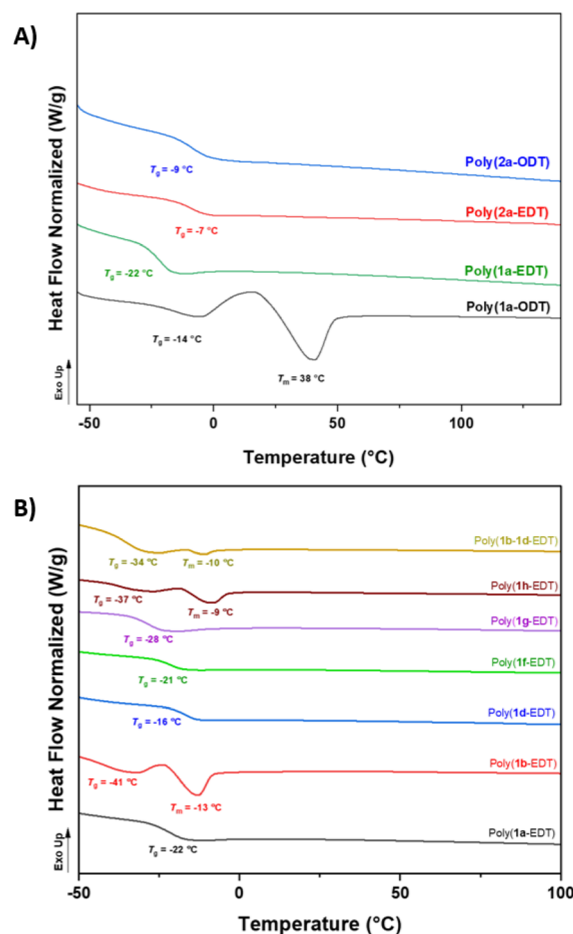 A)
Heat Flow Normalized (W/g)
Exo Up
Tg = -9 °C
Poly(2a-ODT)
Tg = -7 °C
Poly(2a-EDT)
Tg = -22 °C
Poly(1a-EDT)
Poly(1a-ODT)
Tg = -14 °C
Tm = 38 °C
-50 0 50 100
Temperature (°C)
B)
Heat Flow Normalized (W/g)
Exo Up
Poly(1b-1d-EDT)
Tg = -34 °C Tm = -10 °C
Poly(1h-EDT)
Tg = -37 °C Tm = -9 °C
Poly(1g-EDT)
Tg = -28 °C
Poly(1f-EDT)
Tg = -21 °C
Poly(1d-EDT)
Tg = -16 °C
Poly(1b-EDT)
Tg = -41 °C
Tm = -13 °C
Poly(1a-EDT)
Tg = -22 °C
-50 0 50 100
Temperature (°C)